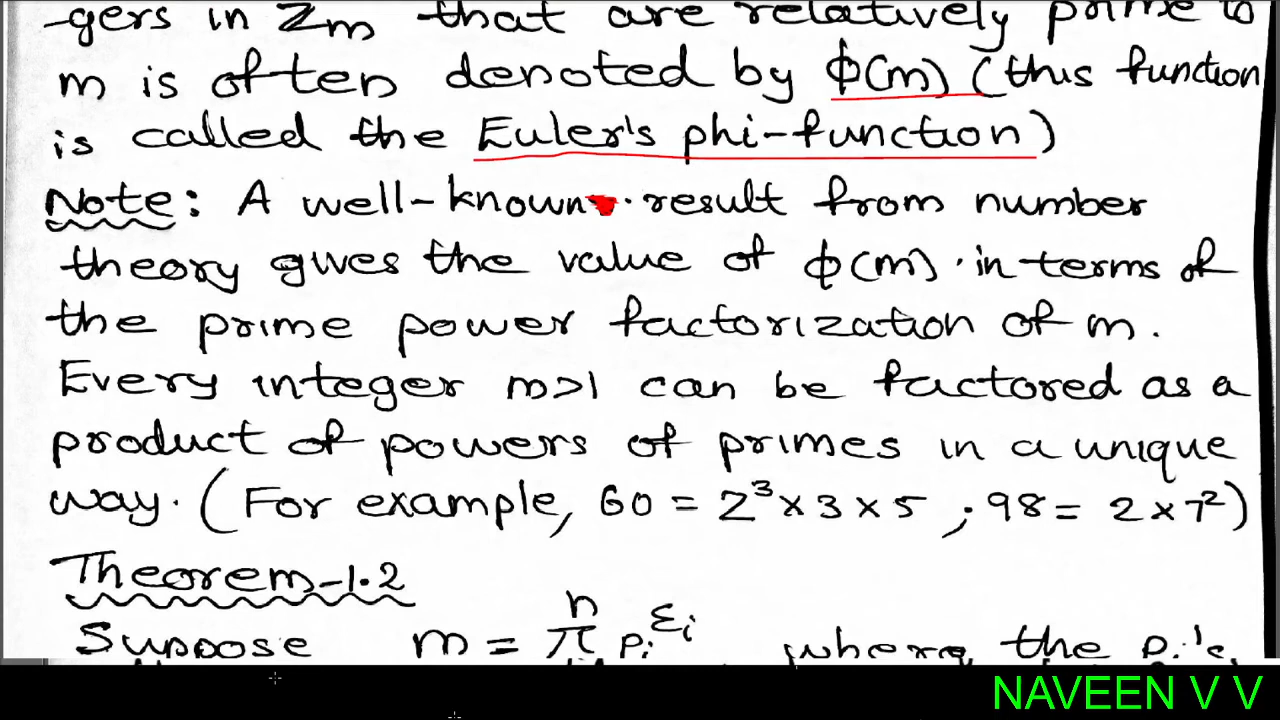 -gers in Zm that are relatively prime to
m is often denoted by ϕ(m) (this function
is called the Euler's phi-function)
Note: A well-known result from number
theory gives the value of ϕ(m) in terms of
the prime power factorization of m.
Every integer m>1 can be factored as a
product of powers of primes in a unique
way. (For example, 60 = 2³ × 3 × 5 ; 98 = 2 × 7²)
Theorem-1.2
Suppose m = π n pᵢ^εᵢ where the pᵢ's
NAVEEN V V